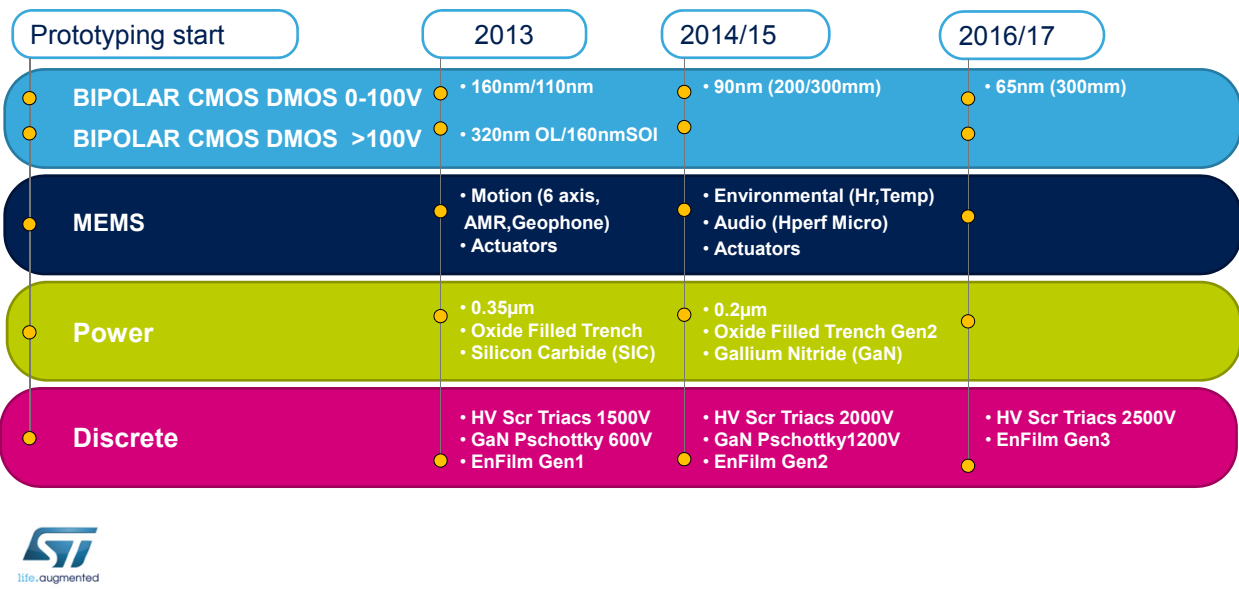 Prototyping start
2013
2014/15
2016/17
BIPOLAR CMOS DMOS 0-100V
• 160nm/110nm
• 90nm (200/300mm)
• 65nm (300mm)
BIPOLAR CMOS DMOS >100V
• 320nm OL/160nmSOI
MEMS
• Motion (6 axis,
AMR,Geophone)
• Actuators
• Environmental (Hr,Temp)
• Audio (Hperf Micro)
• Actuators
Power
• 0.35µm
• Oxide Filled Trench
• Silicon Carbide (SIC)
• 0.2µm
• Oxide Filled Trench Gen2
• Gallium Nitride (GaN)
Discrete
• HV Scr Triacs 1500V
• GaN Pschottky 600V
• EnFilm Gen1
• HV Scr Triacs 2000V
• GaN Pschottky1200V
• EnFilm Gen2
• HV Scr Triacs 2500V
• EnFilm Gen3
ST
life.augmented